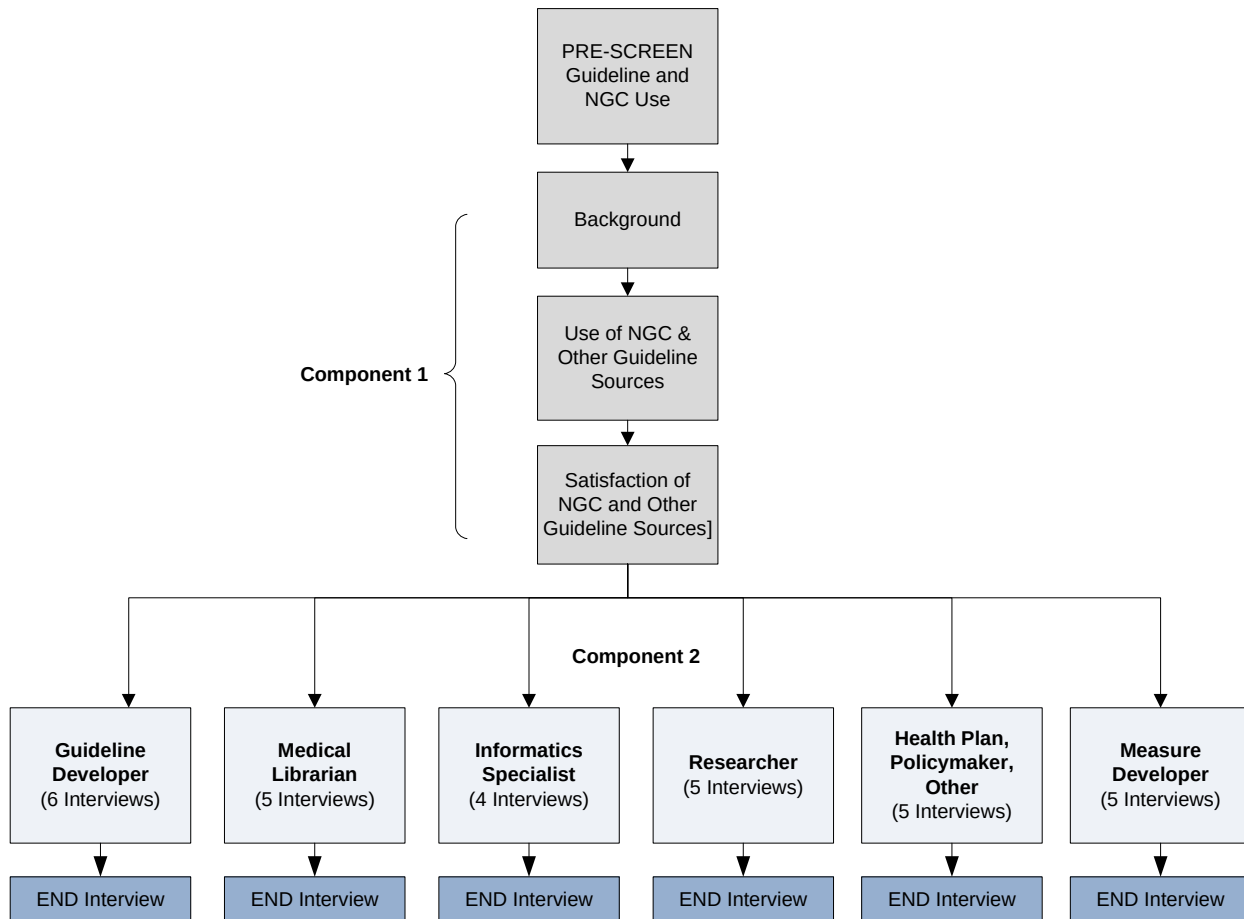 PRE-SCREEN
Guideline and
NGC Use
Background
Use of NGC &
Other Guideline
Sources
Component 1
Satisfaction of
NGC and Other
Guideline Sources]
Component 2
Guideline
Developer
(6 Interviews)
Medical
Librarian
(5 Interviews)
Informatics
Specialist
(4 Interviews)
Researcher
(5 Interviews)
Health Plan,
Policymaker,
Other
(5 Interviews)
Measure
Developer
(5 Interviews)
END Interview
END Interview
END Interview
END Interview
END Interview
END Interview